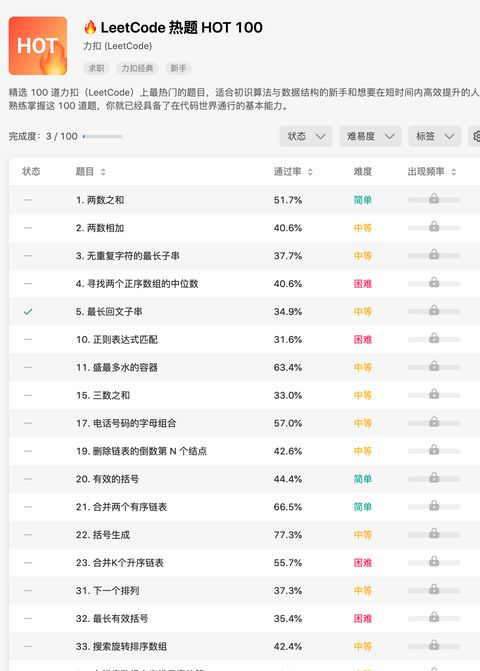 HOT
🔥 LeetCode 热题 HOT 100
力扣 (LeetCode)
求职 力扣经典 新手
精选 100 道力扣（LeetCode）上最热门的题目，适合初识算法与数据结构的新手和想要在短时间内高效提升的人
熟练掌握这 100 道题，你就已经具备了在代码世界通行的基本能力。
完成度：3 / 100 状态 难易度 标签
状态 题目 通过率 难度 出现频率
1. 两数之和 51.7% 简单
2. 两数相加 40.6% 中等
3. 无重复字符的最长子串 37.7% 中等
4. 寻找两个正序数组的中位数 40.6% 困难
5. 最长回文子串 34.9% 中等
10. 正则表达式匹配 31.6% 困难
11. 盛最多水的容器 63.4% 中等
15. 三数之和 33.0% 中等
17. 电话号码的字母组合 57.0% 中等
19. 删除链表的倒数第 N 个结点 42.6% 中等
20. 有效的括号 44.4% 简单
21. 合并两个有序链表 66.5% 简单
22. 括号生成 77.3% 中等
23. 合并K个升序链表 55.7% 困难
31. 下一个排列 37.3% 中等
32. 最长有效括号 35.4% 困难
33. 搜索旋转排序数组 42.4% 中等